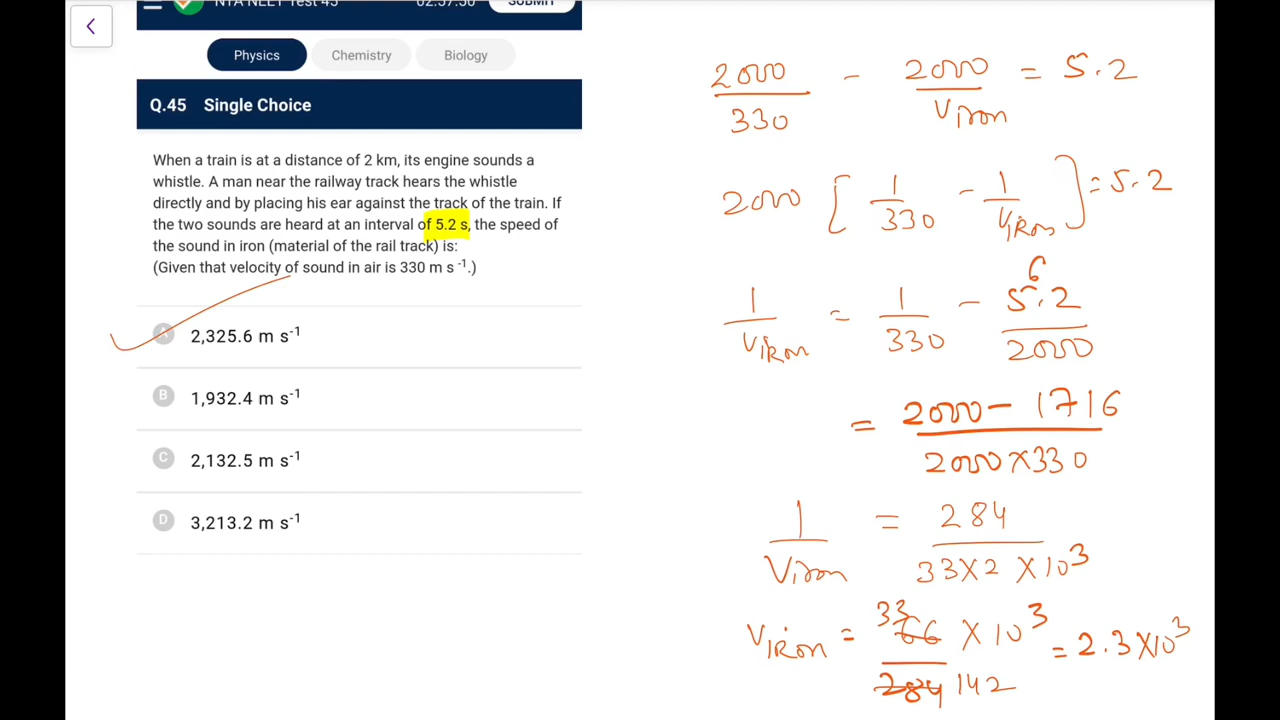 NTA NEET Test 45 02:57:30 SUBMIT
Physics Chemistry Biology
Q.45 Single Choice
When a train is at a distance of 2 km, its engine sounds a
whistle. A man near the railway track hears the whistle
directly and by placing his ear against the track of the train. If
the two sounds are heard at an interval of 5.2 s, the speed of
the sound in iron (material of the rail track) is:
(Given that velocity of sound in air is 330 m s⁻¹.)
A 2,325.6 m s⁻¹
B 1,932.4 m s⁻¹
C 2,132.5 m s⁻¹
D 3,213.2 m s⁻¹
2000/330 - 2000/Viron = 5.2
2000 [1/330 - 1/Viron] = 5.2
6
1/Viron = 1/330 - 5.2/2000
= 2000 - 1716 / 2000 × 330
1/Viron = 284 / 33×2 ×10³
Viron = 33 66 × 10³ / 284 142 = 2.3×10³